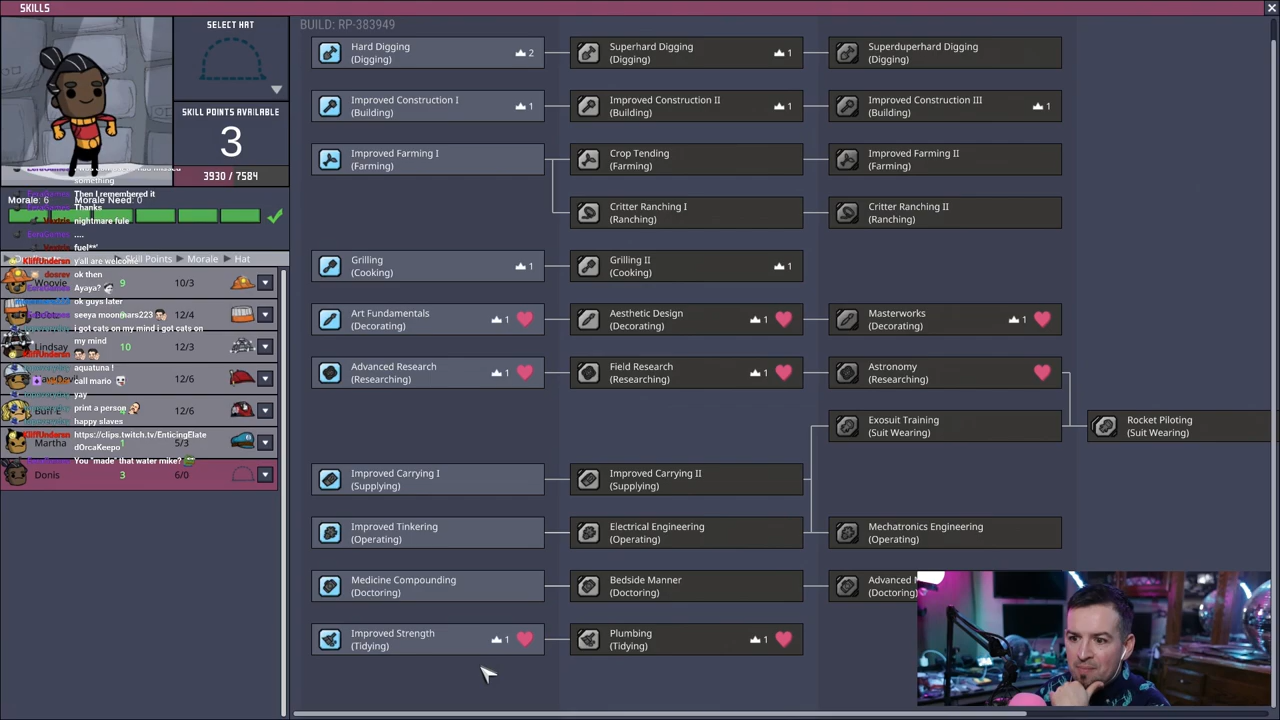 SKILLS
BUILD: RP-383949
SELECT HAT
SKILL POINTS AVAILABLE
3
3930 / 7584
something
Then I remembered it
Morale: 6 Morale Need: 0
Thanks
nightmare fule
....
fuel**'
Skill Points Morale Hat
y'all are welcome
ok then
9 10/3
Ayaya?
ok guys later
12/4
seeya moonmars223
i got cats on my mind i got cats on
my mind
Lindsay 10 12/3
aquatuna !
call mario
12/6
yay
print a person
12/6
happy slaves
https://clips.twitch.tv/EnticingElate
dOrcaKeepo
Martha 1 5/3
You "made" that water mike?
Donis 3 6/0
Hard Digging
(Digging)
2
Superhard Digging
(Digging)
1
Superduperhard Digging
(Digging)
Improved Construction I
(Building)
1
Improved Construction II
(Building)
1
Improved Construction III
(Building)
1
Improved Farming I
(Farming)
Crop Tending
(Farming)
Improved Farming II
(Farming)
Critter Ranching I
(Ranching)
Critter Ranching II
(Ranching)
Grilling
(Cooking)
1
Grilling II
(Cooking)
1
Art Fundamentals
(Decorating)
1
Aesthetic Design
(Decorating)
1
Masterworks
(Decorating)
1
Advanced Research
(Researching)
1
Field Research
(Researching)
1
Astronomy
(Researching)
Exosuit Training
(Suit Wearing)
Rocket Piloting
(Suit Wearing)
Improved Carrying I
(Supplying)
Improved Carrying II
(Supplying)
Improved Tinkering
(Operating)
Electrical Engineering
(Operating)
Mechatronics Engineering
(Operating)
Medicine Compounding
(Doctoring)
Bedside Manner
(Doctoring)
Advanced
(Doctoring)
Improved Strength
(Tidying)
1
Plumbing
(Tidying)
1